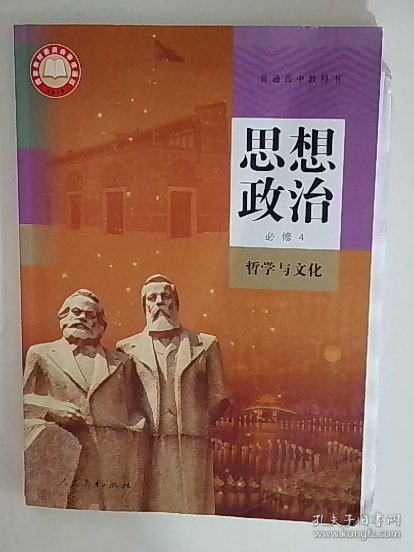 普通高中教科书
思想
政治
必修4
哲学与文化
2019
人民教育出版社
孔夫子旧书网
www.kongfz.com